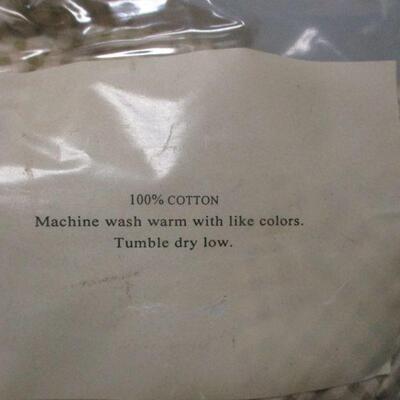 100% COTTON
Machine wash warm with like colors.
Tumble dry low.